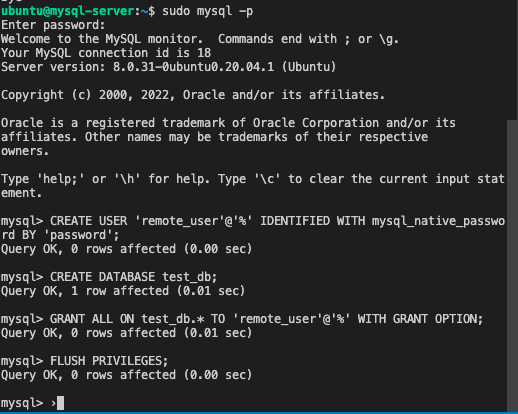 ubuntu@mysql-server:~$ sudo mysql -p
Enter password:
Welcome to the MySQL monitor.  Commands end with ; or \g.
Your MySQL connection id is 18
Server version: 8.0.31-0ubuntu0.20.04.1 (Ubuntu)
Copyright (c) 2000, 2022, Oracle and/or its affiliates.
Oracle is a registered trademark of Oracle Corporation and/or its
affiliates. Other names may be trademarks of their respective
owners.
Type 'help;' or '\h' for help. Type '\c' to clear the current input stat
ement.
mysql> CREATE USER 'remote_user'@'%' IDENTIFIED WITH mysql_native_passwo
rd BY 'password';
Query OK, 0 rows affected (0.00 sec)
mysql> CREATE DATABASE test_db;
Query OK, 1 row affected (0.01 sec)
mysql> GRANT ALL ON test_db.* TO 'remote_user'@'%' WITH GRANT OPTION;
Query OK, 0 rows affected (0.01 sec)
mysql> FLUSH PRIVILEGES;
Query OK, 0 rows affected (0.00 sec)
mysql> ›